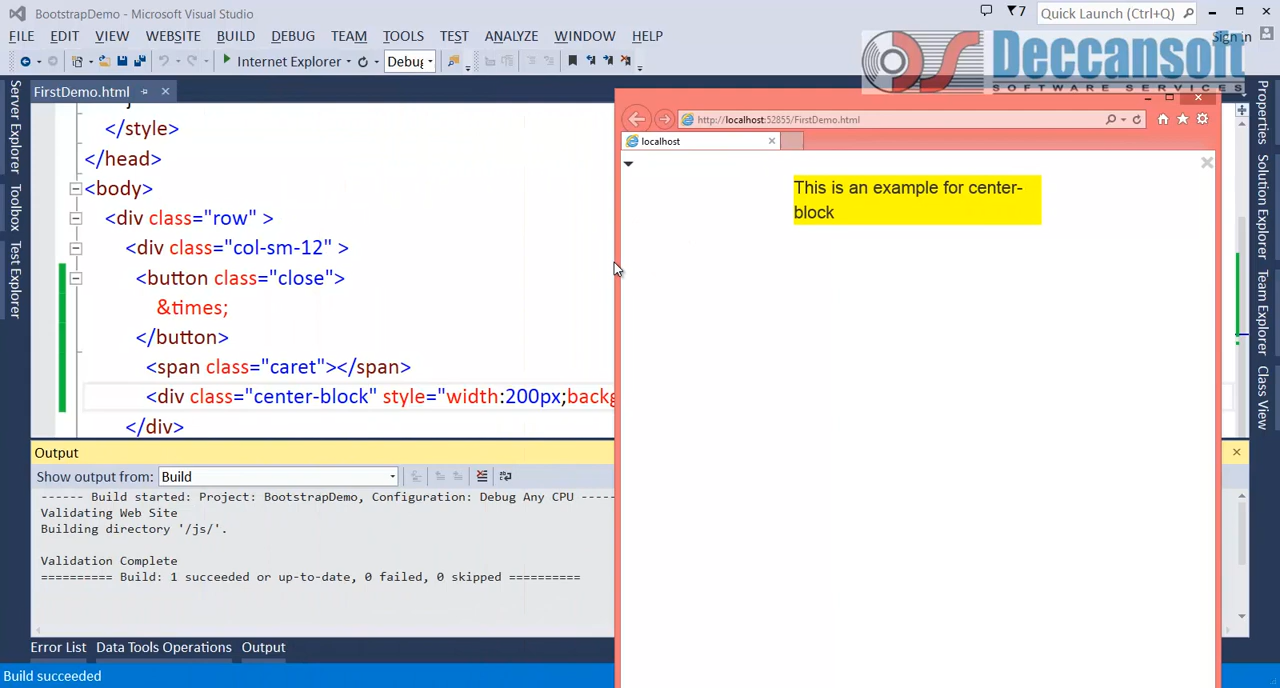 BootstrapDemo - Microsoft Visual Studio
7
Quick Launch (Ctrl+Q)
FILE EDIT VIEW WEBSITE BUILD DEBUG TEAM TOOLS TEST ANALYZE WINDOW HELP
Sign in
Internet Explorer
Debug
Deccansoft
SOFTWARE SERVICES
FirstDemo.html
Server Explorer
Toolbox
Test Explorer
</style>
</head>
<body>
<div class="row" >
<div class="col-sm-12" >
<button class="close">
&times;
</button>
<span class="caret"></span>
<div class="center-block" style="width:200px;backg
</div>
http://localhost:52855/FirstDemo.html
localhost
×
This is an example for center-
block
Properties
Solution Explorer
Team Explorer
Class View
Output
Show output from: Build
------ Build started: Project: BootstrapDemo, Configuration: Debug Any CPU -----
Validating Web Site
Building directory '/js/'.
Validation Complete
========== Build: 1 succeeded or up-to-date, 0 failed, 0 skipped ==========
Error List Data Tools Operations Output
Build succeeded